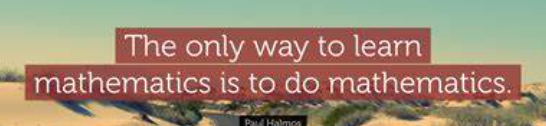 The only way to learn
mathematics is to do mathematics.
Paul Halmos